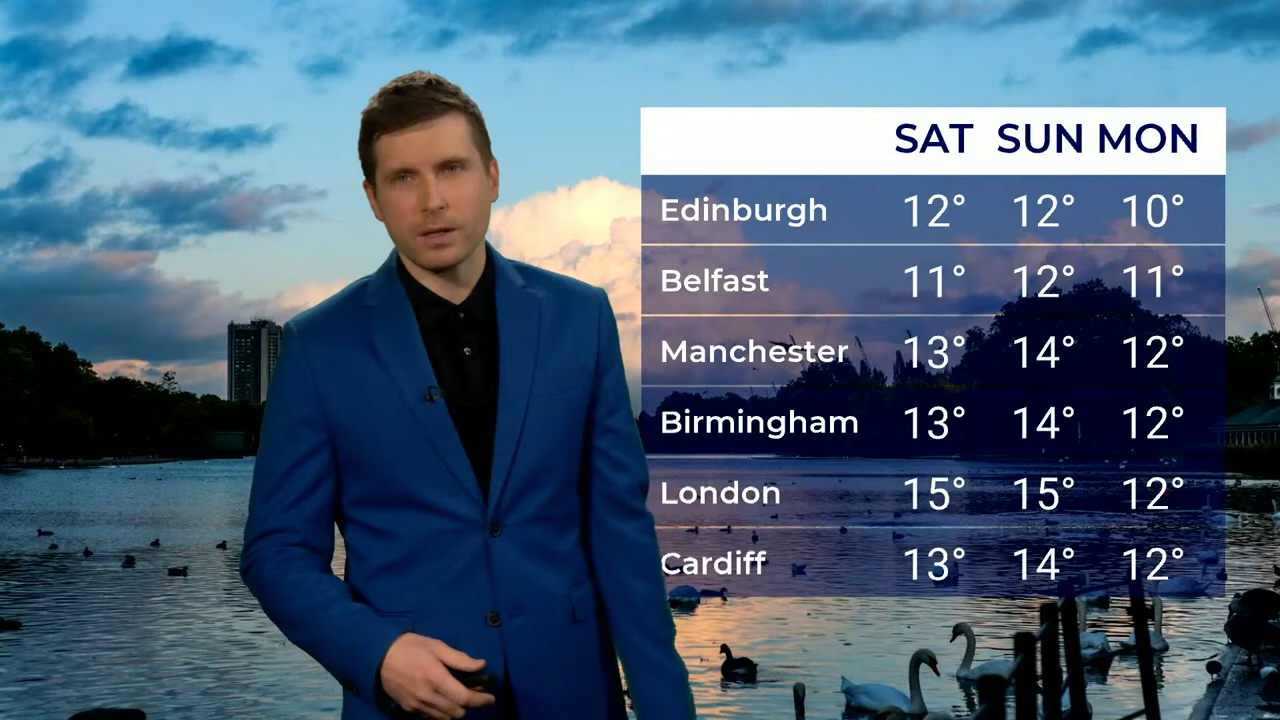 SAT SUN MON
Edinburgh 12° 12° 10°
Belfast 11° 12° 11°
Manchester 13° 14° 12°
Birmingham 13° 14° 12°
London 15° 15° 12°
Cardiff 13° 14° 12°